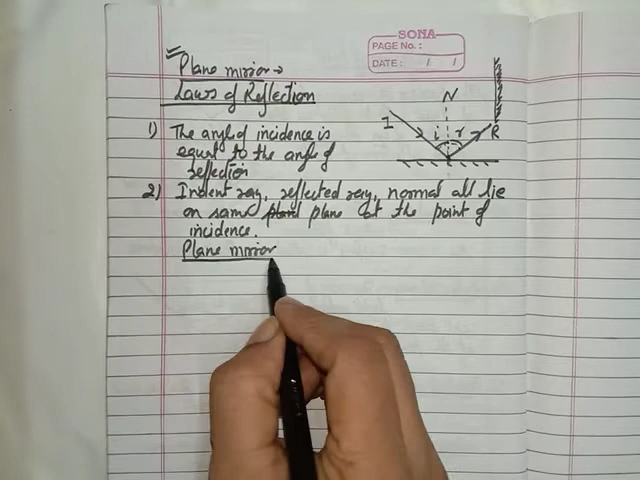 SONA
PAGE No.:
DATE: / /
Plane mirror→
Laws of Reflection
N
I
i r
R
1) The angle of incidence is
equal to the angle of
reflection
2) Indent ray, reflected ray, normal all lie
on same plane at the point of
incidence.
Plane mirror